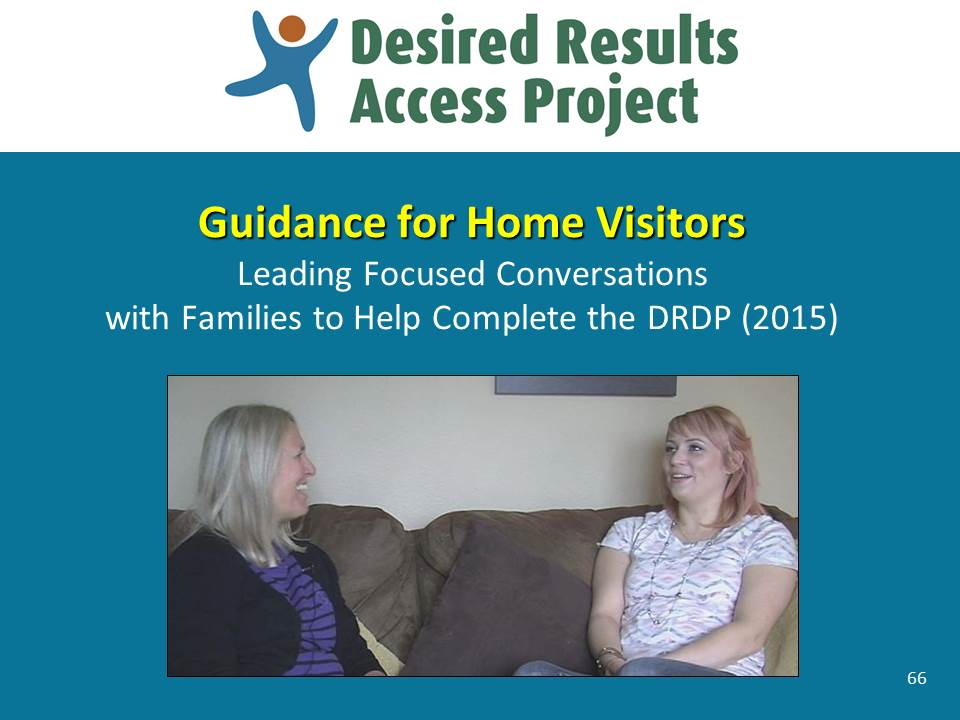 Desired Results
Access Project
Guidance for Home Visitors
Leading Focused Conversations
with Families to Help Complete the DRDP (2015)
66